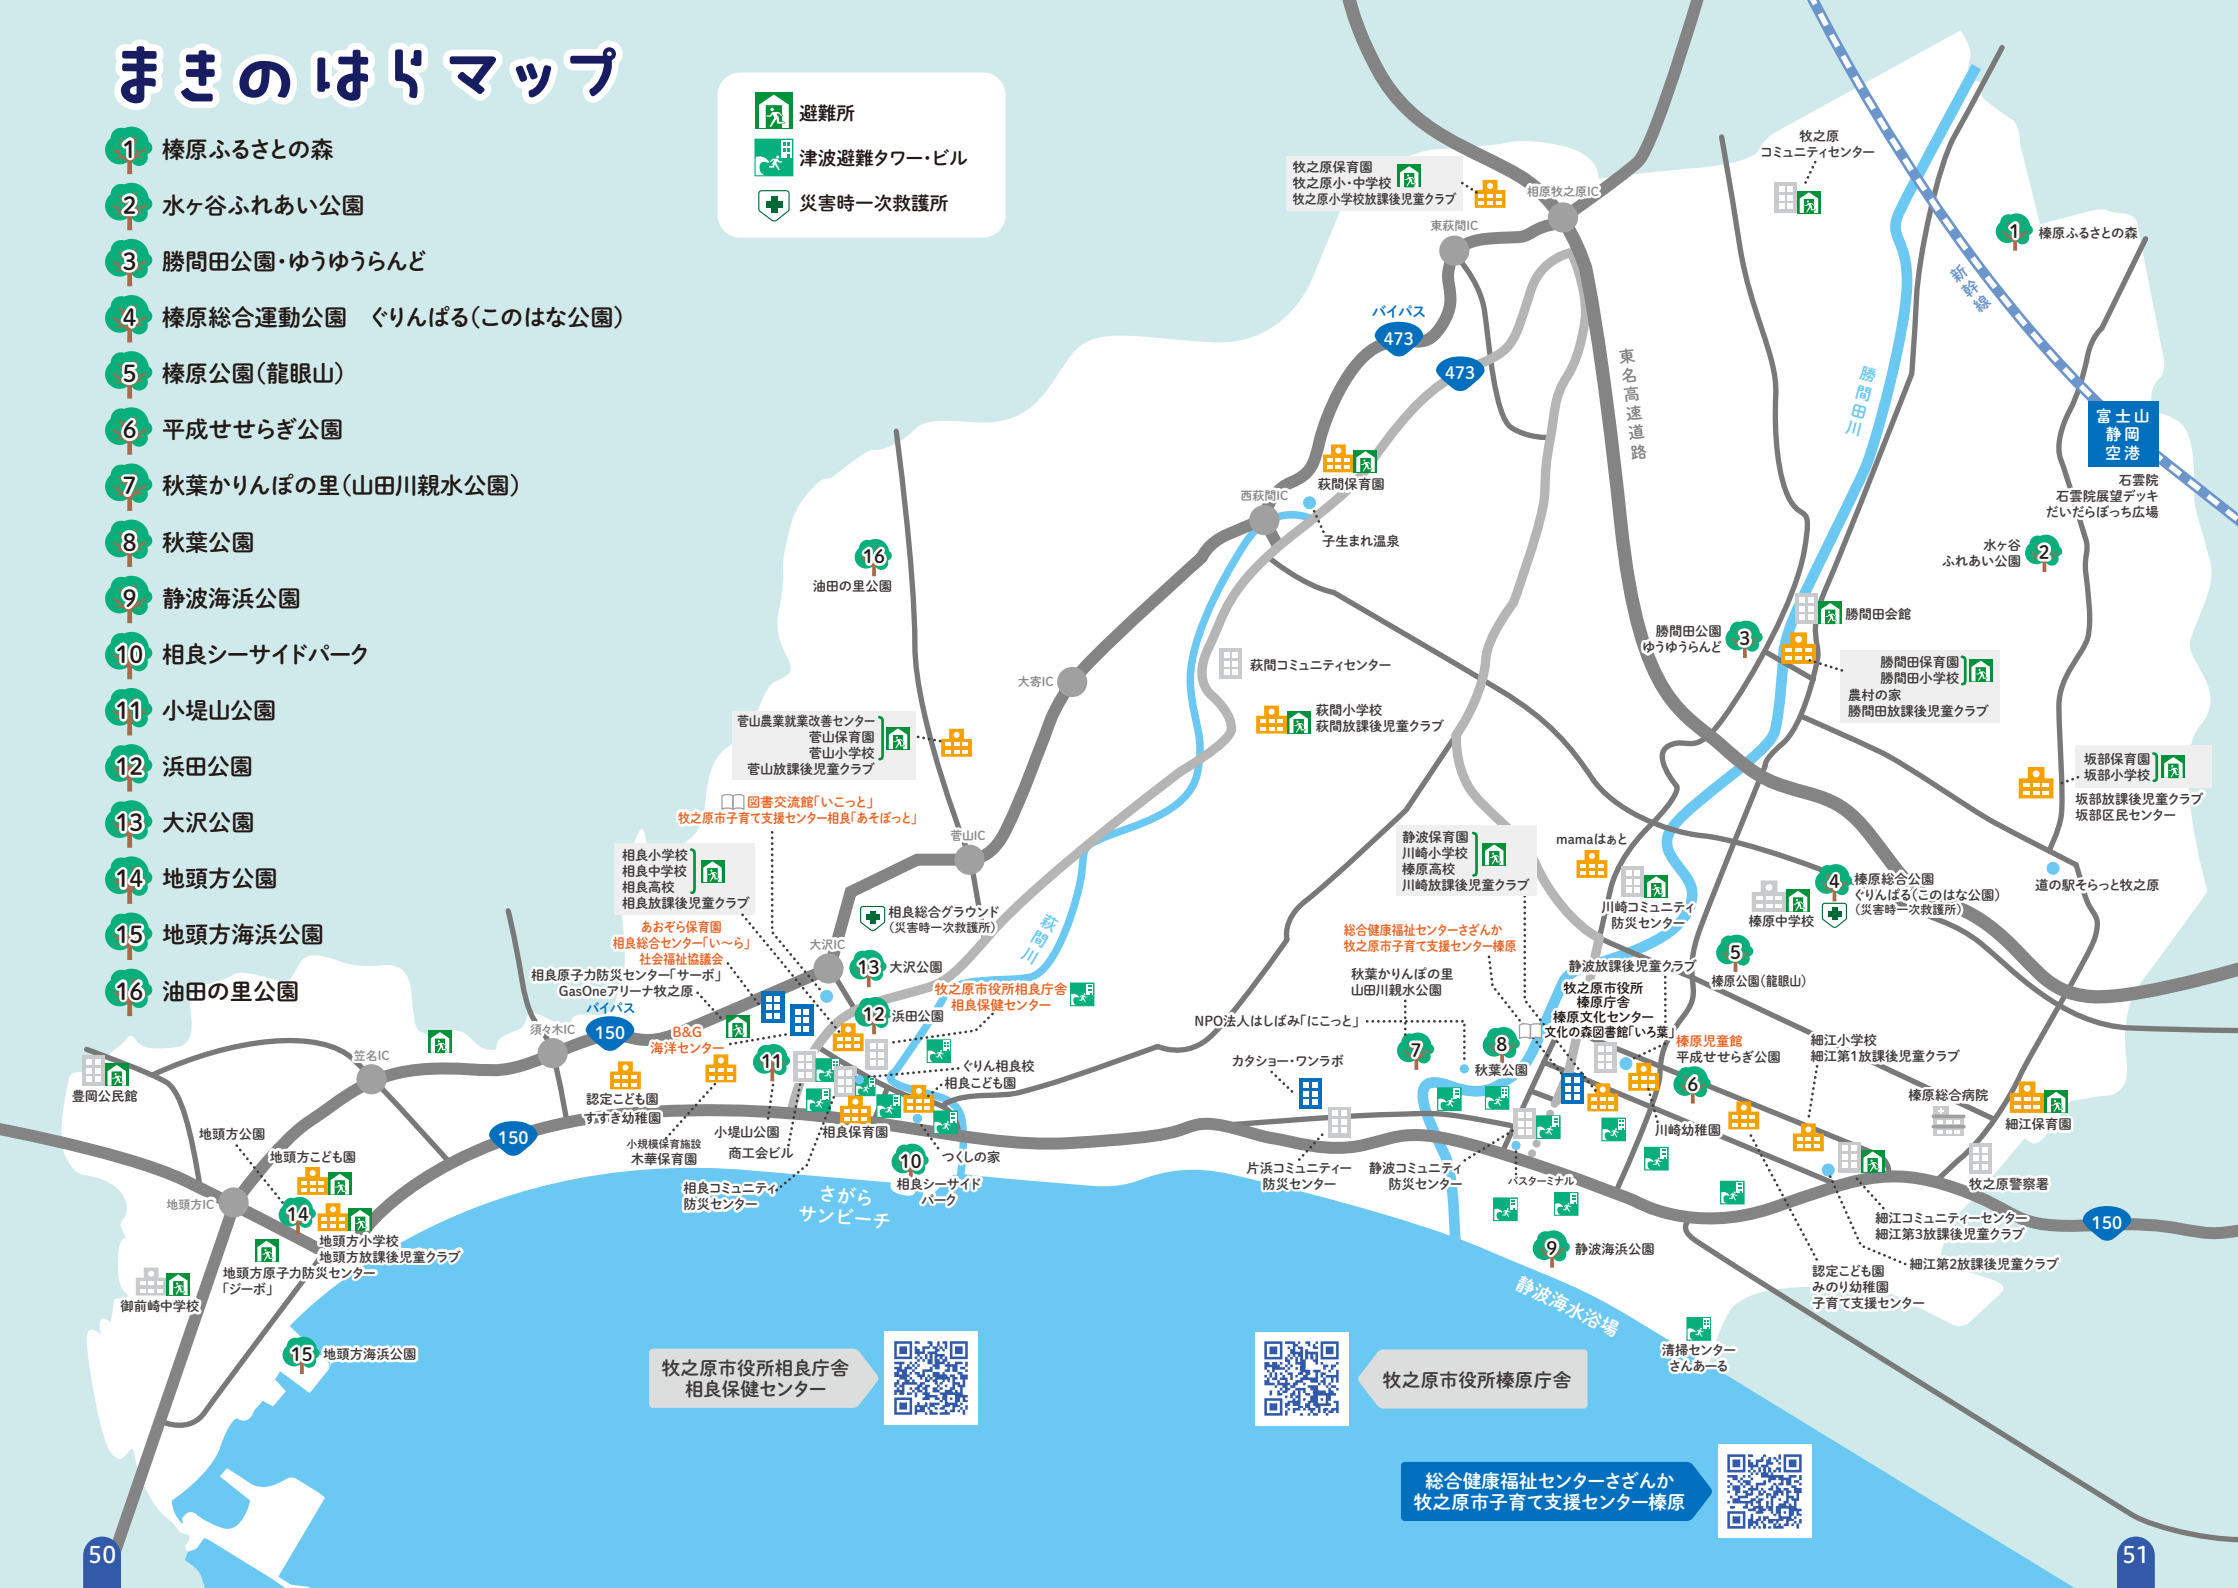 まきのはらマップ
1 榛原ふるさとの森
2 水ヶ谷ふれあい公園
3 勝間田公園・ゆうゆうらんど
4 榛原総合運動公園　ぐりんぱる(このはな公園)
5 榛原公園(龍眼山)
6 平成せせらぎ公園
7 秋葉かりんぽの里(山田川親水公園)
8 秋葉公園
9 静波海浜公園
10 相良シーサイドパーク
11 小堤山公園
12 浜田公園
13 大沢公園
14 地頭方公園
15 地頭方海浜公園
16 油田の里公園
避難所
津波避難タワー・ビル
災害時一次救護所
牧之原保育園
牧之原小・中学校
牧之原小学校放課後児童クラブ
相原牧之原IC
東萩間IC
牧之原
コミュニティセンター
1
榛原ふるさとの森
新幹線
バイパス
473
473
東名高速道路
勝間田川
富士山
静岡
空港
石雲院
石雲院展望デッキ
だいだらぼっち広場
水ヶ谷
ふれあい公園
2
萩間保育園
西萩間IC
子生まれ温泉
16
油田の里公園
勝間田会館
勝間田公園
ゆうゆうらんど
3
勝間田保育園
勝間田小学校
農村の家
勝間田放課後児童クラブ
大寄IC
萩間コミュニティセンター
萩間小学校
萩間放課後児童クラブ
菅山農業就業改善センター
菅山保育園
菅山小学校
菅山放課後児童クラブ
坂部保育園
坂部小学校
坂部放課後児童クラブ
坂部区民センター
図書交流館「いこっと」
牧之原市子育て支援センター相良「あそぼっと」
菅山IC
相良小学校
相良中学校
相良高校
相良放課後児童クラブ
静波保育園
川崎小学校
榛原高校
川崎放課後児童クラブ
mamaはぁと
川崎コミュニティ
防災センター
榛原中学校
4
榛原総合公園
ぐりんぱる(このはな公園)
(災害時一次救護所)
道の駅そらっと牧之原
相良総合グラウンド
(災害時一次救護所)
萩間川
あおぞら保育園
相良総合センター「い〜ら」
社会福祉協議会
相良原子力防災センター「サーボ」
GasOneアリーナ牧之原
大沢IC
13
大沢公園
総合健康福祉センターさざんか
牧之原市子育て支援センター榛原
秋葉かりんぽの里
山田川親水公園
静波放課後児童クラブ
5
榛原公園(龍眼山)
牧之原市役所相良庁舎
相良保健センター
牧之原市役所
榛原庁舎
榛原文化センター
文化の森図書館「いろ葉」
NPO法人はしばみ「にこっと」
バイパス
150
須々木IC
B&G
海洋センター
12
浜田公園
笠名IC
豊岡公民館
11
ぐりん相良校
相良こども園
カタショー・ワンラボ
7
8
秋葉公園
榛原児童館
平成せせらぎ公園
6
細江小学校
細江第1放課後児童クラブ
榛原総合病院
細江保育園
認定こども園
すずき幼稚園
150
小規模保育施設
木華保育園
小堤山公園
商工会ビル
相良保育園
つくしの家
10
相良シーサイド
パーク
相良コミュニティ
防災センター
さがら
サンビーチ
片浜コミュニティー
防災センター
静波コミュニティ
防災センター
バスターミナル
川崎幼稚園
牧之原警察署
地頭方公園
地頭方こども園
地頭方IC
14
地頭方小学校
地頭方放課後児童クラブ
地頭方原子力防災センター
「ジーボ」
御前崎中学校
15
地頭方海浜公園
細江コミュニティーセンター
細江第3放課後児童クラブ
150
細江第2放課後児童クラブ
認定こども園
みのり幼稚園
子育て支援センター
9
静波海浜公園
静波海水浴場
清掃センター
さんあーる
牧之原市役所相良庁舎
相良保健センター
牧之原市役所榛原庁舎
総合健康福祉センターさざんか
牧之原市子育て支援センター榛原
50
51